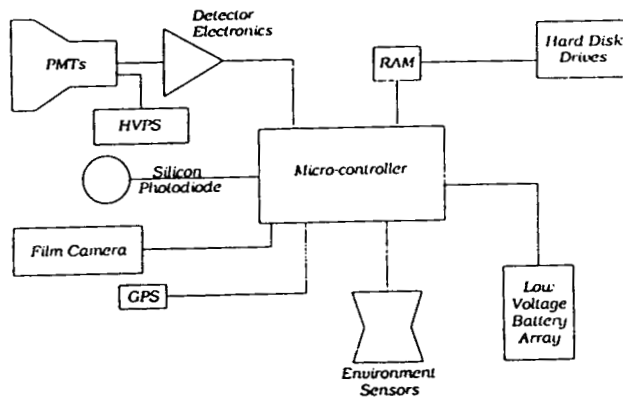 Detector
Electronics
PMTs
RAM
Hard Disk
Drives
HVPS
Silicon
Photodiode
Micro-controller
Film Camera
GPS
Low
Voltage
Battery
Array
Environment
Sensors